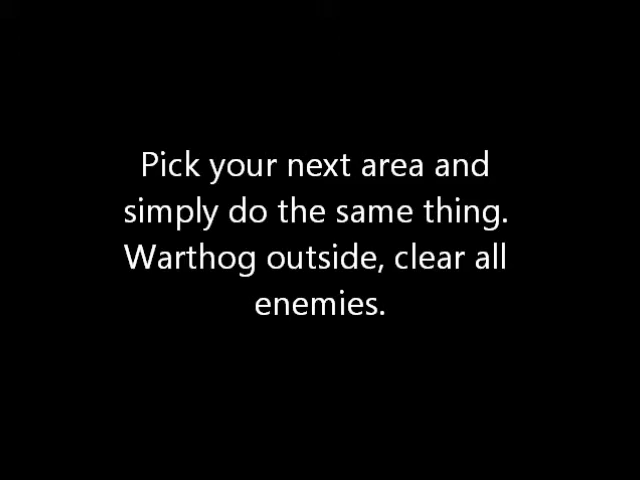 Pick your next area and
simply do the same thing.
Warthog outside, clear all
enemies.